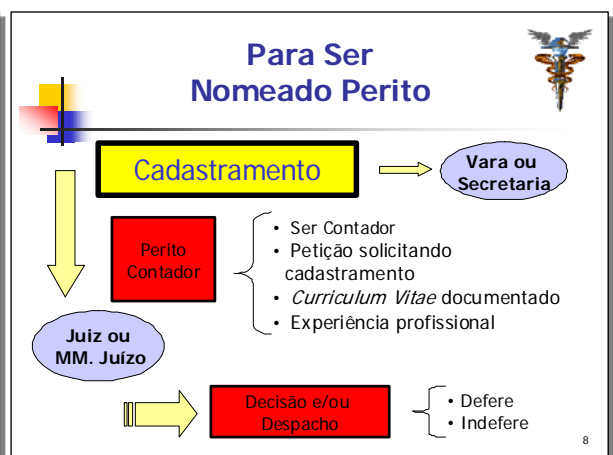 Para Ser
Nomeado Perito
Cadastramento
Vara ou
Secretaria
Perito
Contador
• Ser Contador
• Petição solicitando
cadastramento
• Curriculum Vitae documentado
• Experiência profissional
Juiz ou
MM. Juízo
Decisão e/ou
Despacho
• Defere
• Indefere
8